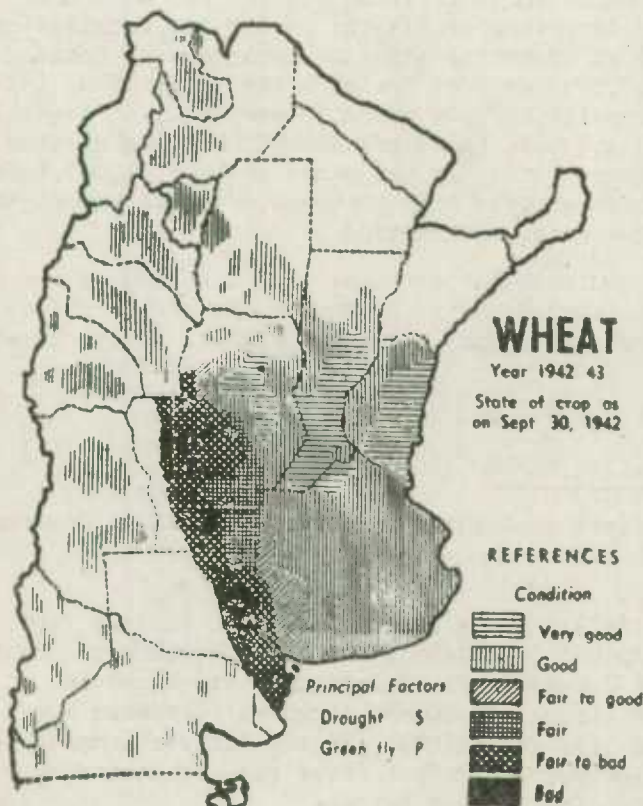 WHEAT
Year 1942 43
State of crop as
on Sept 30, 1942
REFERENCES
Condition
Very good
Good
Fair to good
Fair
Fair to bad
Bad
Principal Factors
Drought S
Green fly P